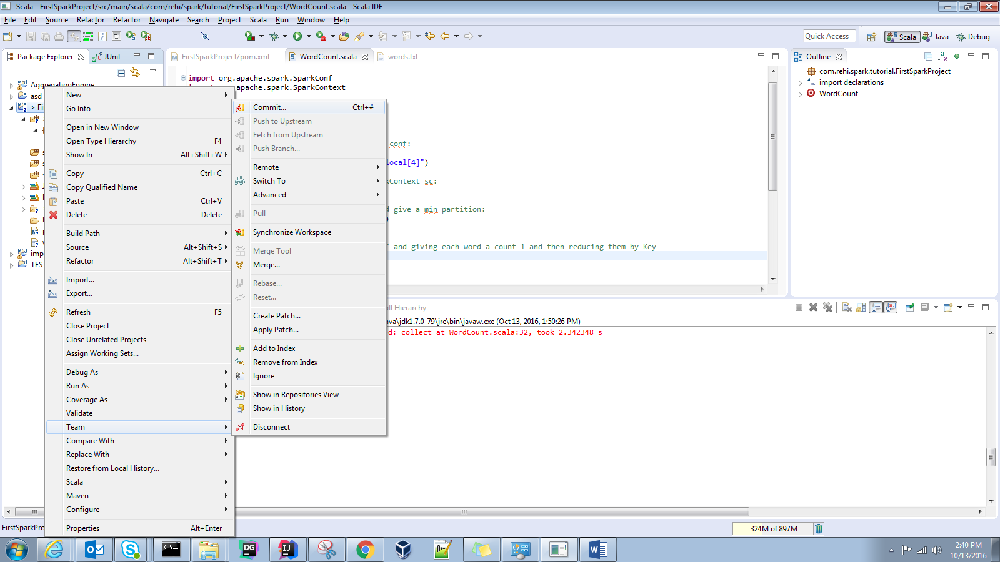 Scala - FirstSparkProject/src/main/scala/com/rehi/spark/tutorial/FirstSparkProject/WordCount.scala - Scala IDE
File Edit Source Refactor Refactor Navigate Search Project Scala Run Window Help
Quick Access
Scala
Java
Debug
Package Explorer
JUnit
FirstSparkProject/pom.xml
WordCount.scala
words.txt
Outline
AggregationEngine
asd
> Fir
impa
TES
New
Go Into
Open in New Window
Open Type Hierarchy F4
Show In Alt+Shift+W
Copy Ctrl+C
Copy Qualified Name
Paste Ctrl+V
Delete Delete
Build Path
Source Alt+Shift+S
Refactor Alt+Shift+T
Import...
Export...
Refresh F5
Close Project
Close Unrelated Projects
Assign Working Sets...
Debug As
Run As
Coverage As
Validate
Team
Compare With
Replace With
Restore from Local History...
Scala
Maven
Configure
Properties Alt+Enter
Commit... Ctrl+#
Push to Upstream
Fetch from Upstream
Push Branch...
Remote
Switch To
Advanced
Pull
Synchronize Workspace
Merge Tool
Merge...
Rebase...
Reset...
Create Patch...
Apply Patch...
Add to Index
Remove from Index
Ignore
Show in Repositories View
Show in History
Disconnect
import org.apache.spark.SparkConf
.apache.spark.SparkContext
conf:
local[4]")
kContext sc:
d give a min partition:
)
" and giving each word a count 1 and then reducing them by Key
com.rehi.spark.tutorial.FirstSparkProject
import declarations
WordCount
all Hierarchy
ava\jdk1.7.0_79\jre\bin\javaw.exe (Oct 13, 2016, 1:50:26 PM)
ed: collect at WordCount.scala:32, took 2.342348 s
FirstSparkPro
324M of 897M
2:40 PM
10/13/2016